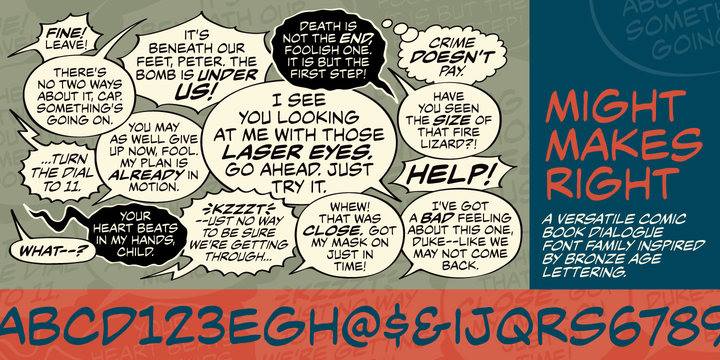 FINE!
LEAVE!
IT'S
BENEATH OUR
FEET, PETER. THE
BOMB IS UNDER
US!
DEATH IS
NOT THE END,
FOOLISH ONE.
IT IS BUT THE
FIRST STEP!
CRIME
DOESN'T
PAY.
THERE'S
NO TWO WAYS
ABOUT IT, CAP.
SOMETHING'S
GOING ON.
I SEE
YOU LOOKING
AT ME WITH THOSE
LASER EYES.
GO AHEAD. JUST
TRY IT.
HAVE
YOU SEEN
THE SIZE OF
THAT FIRE
LIZARD?!
YOU MAY
AS WELL GIVE
UP NOW, FOOL.
MY PLAN IS
ALREADY IN
MOTION.
...TURN
THE DIAL
TO 11.
HELP!
YOUR
HEART BEATS
IN MY HANDS,
CHILD.
WHAT--?
KZZZT
--UST NO WAY
TO BE SURE
WE'RE GETTING
THROUGH...
WHEW!
THAT WAS
CLOSE. GOT
MY MASK ON
JUST IN
TIME!
I'VE GOT
A BAD FEELING
ABOUT THIS ONE,
DUKE--LIKE WE
MAY NOT COME
BACK.
MIGHT
MAKES
RIGHT
A VERSATILE COMIC
BOOK DIALOGUE
FONT FAMILY INSPIRED
BY BRONZE AGE
LETTERING.
ABCD123EGH@$&IJQRS6789